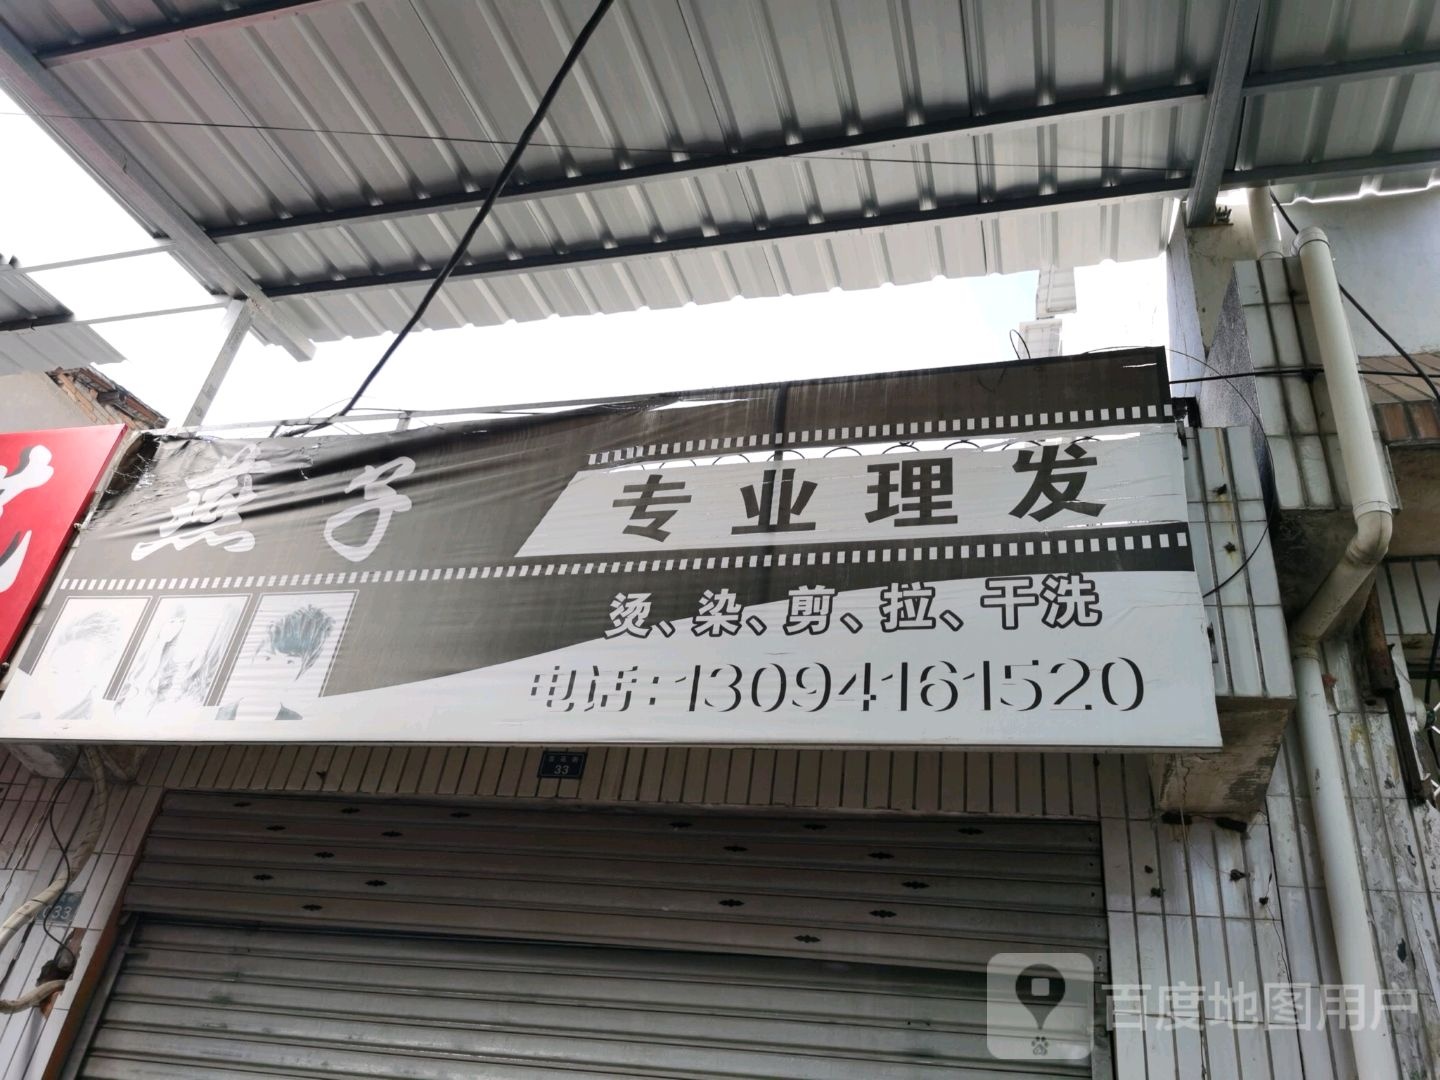 燕子
专业理发
烫、染、剪、拉、干洗
电话:13094161520
33
633
百度地图用户